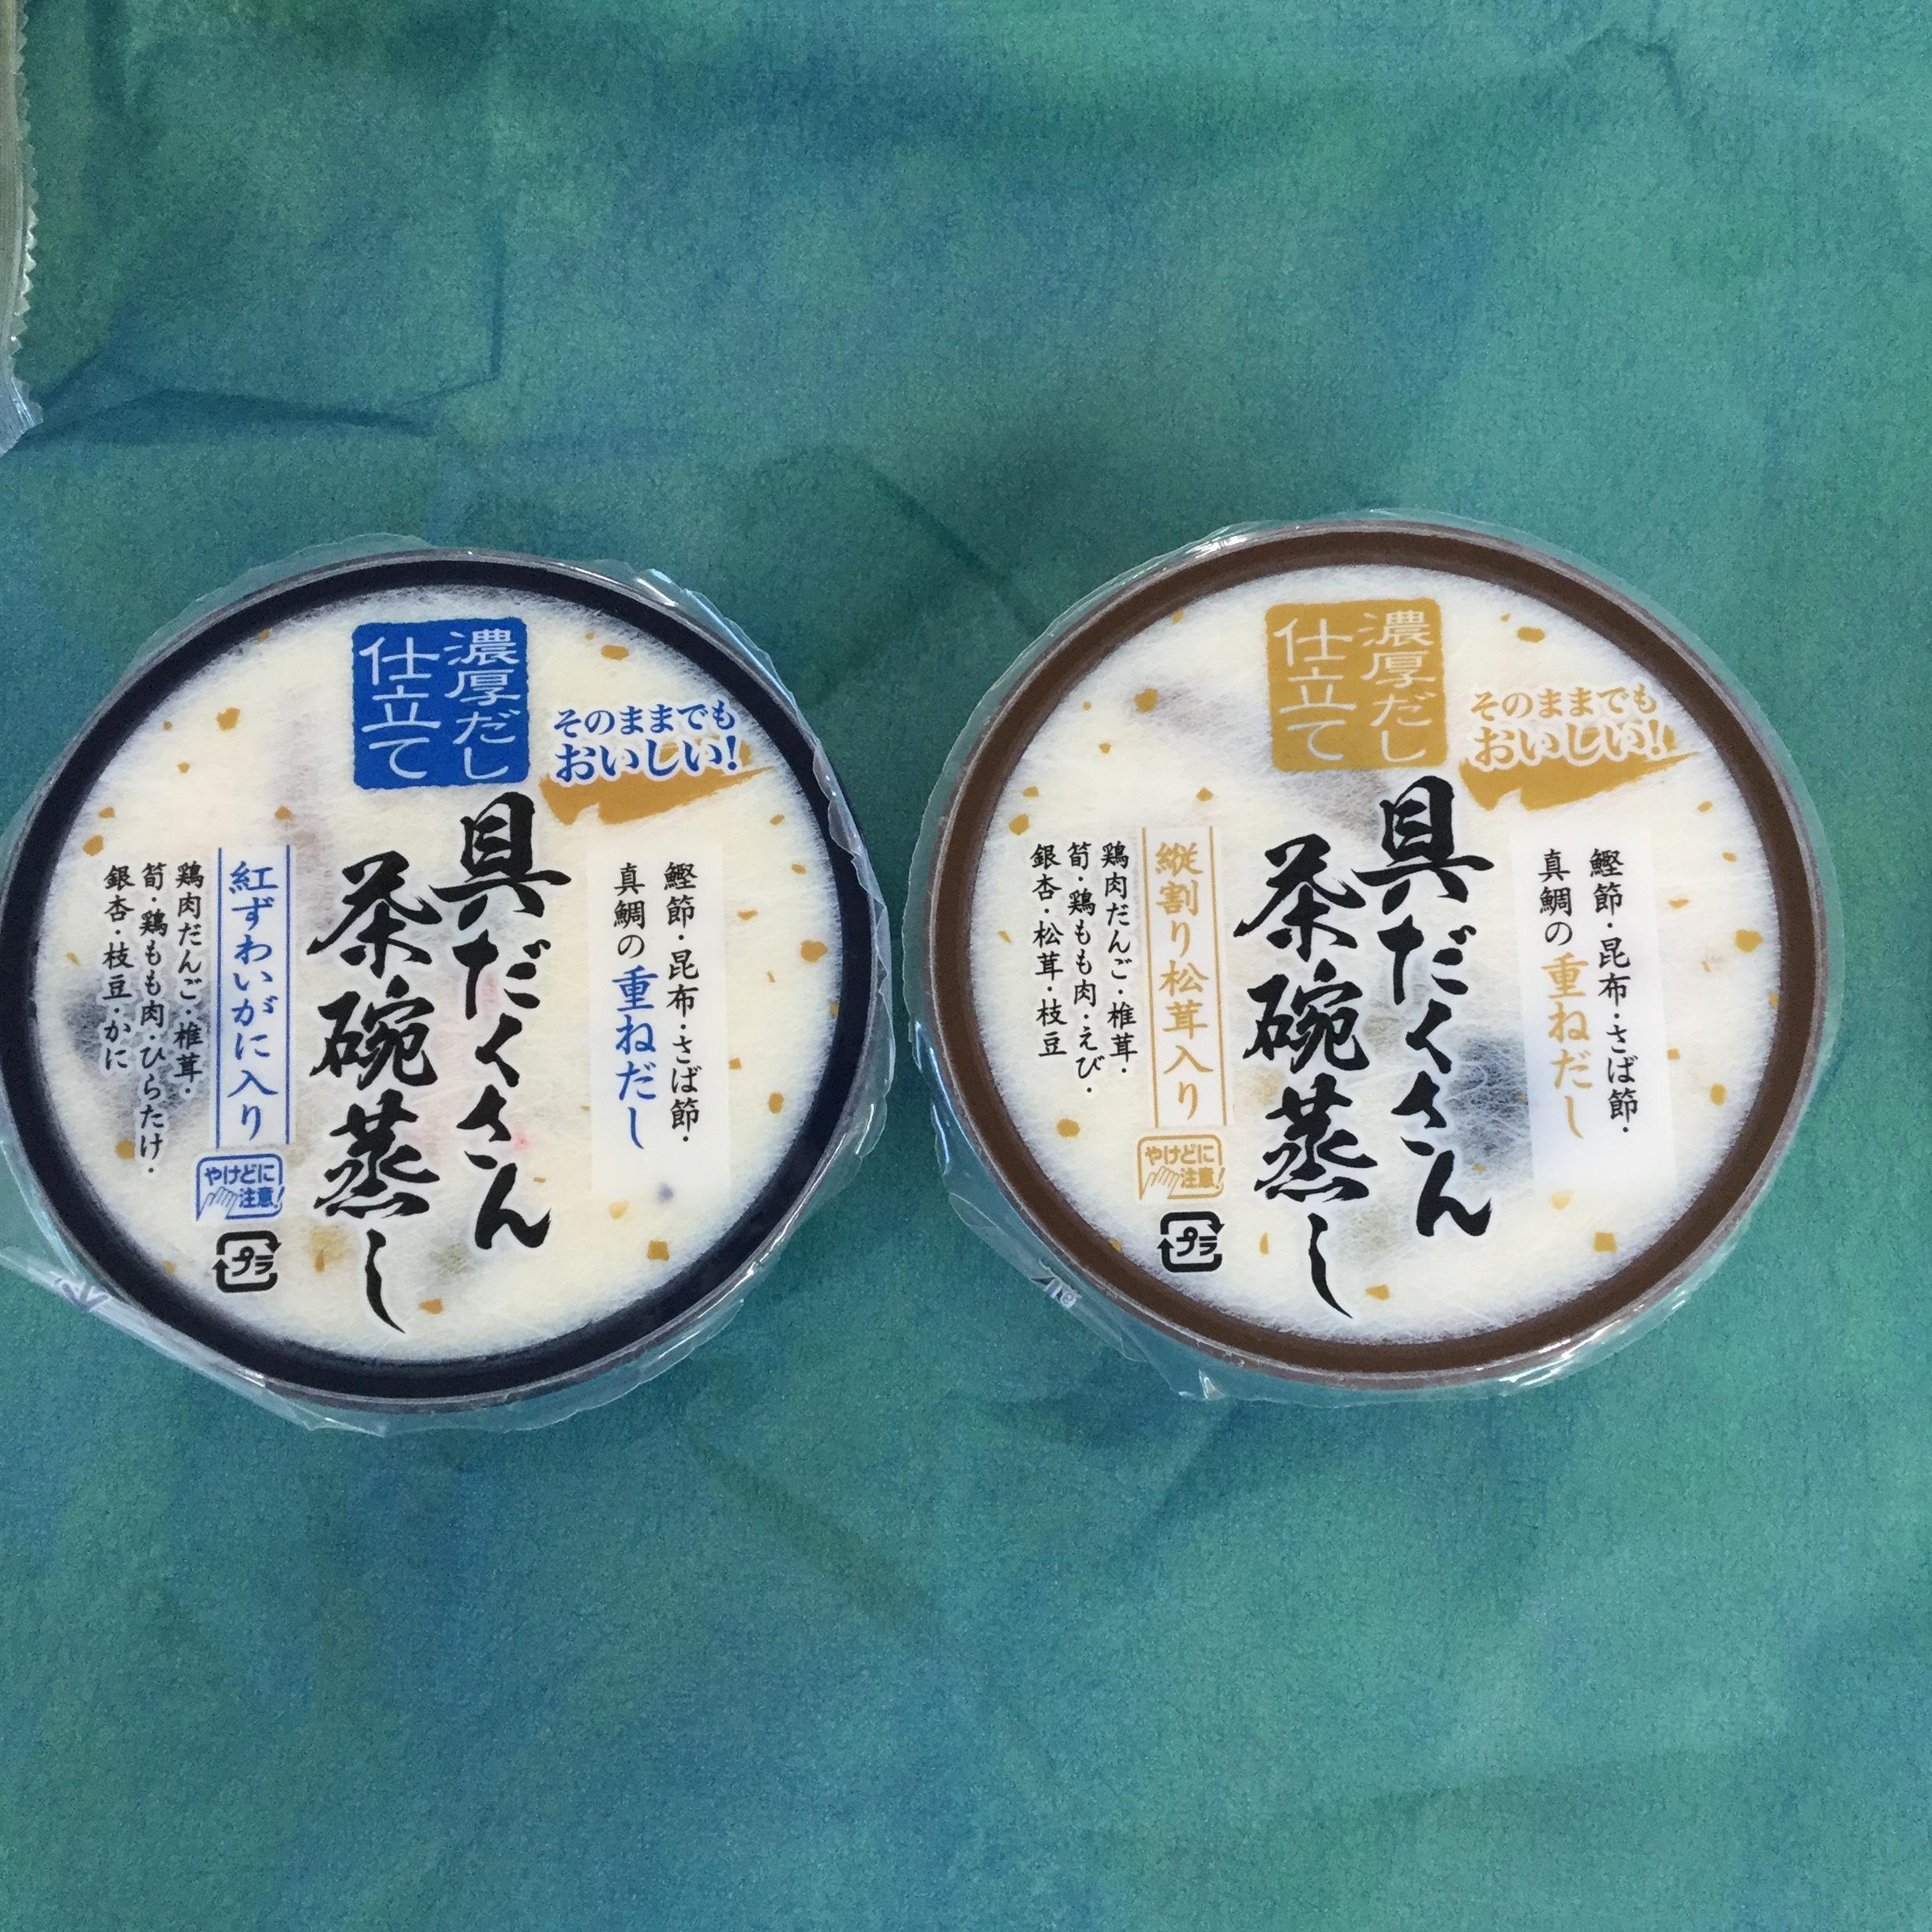 濃厚だし
仕立て
そのままでも
おいしい!
鰹節・昆布・さば節・
真鯛の重ねだし
具だくさん
茶碗蒸し
紅ずわいがに入り
鶏肉だんご・椎茸・
筍・鶏もも肉・ひらたけ・
銀杏・枝豆・かに
やけどに
注意!
プラ
濃厚だし
仕立て
そのままでも
おいしい!
鰹節・昆布・さば節・
真鯛の重ねだし
具だくさん
茶碗蒸し
縦割り松茸入り
鶏肉だんご・椎茸・
筍・鶏もも肉・えび・
銀杏・松茸・枝豆
やけどに
注意!
プラ